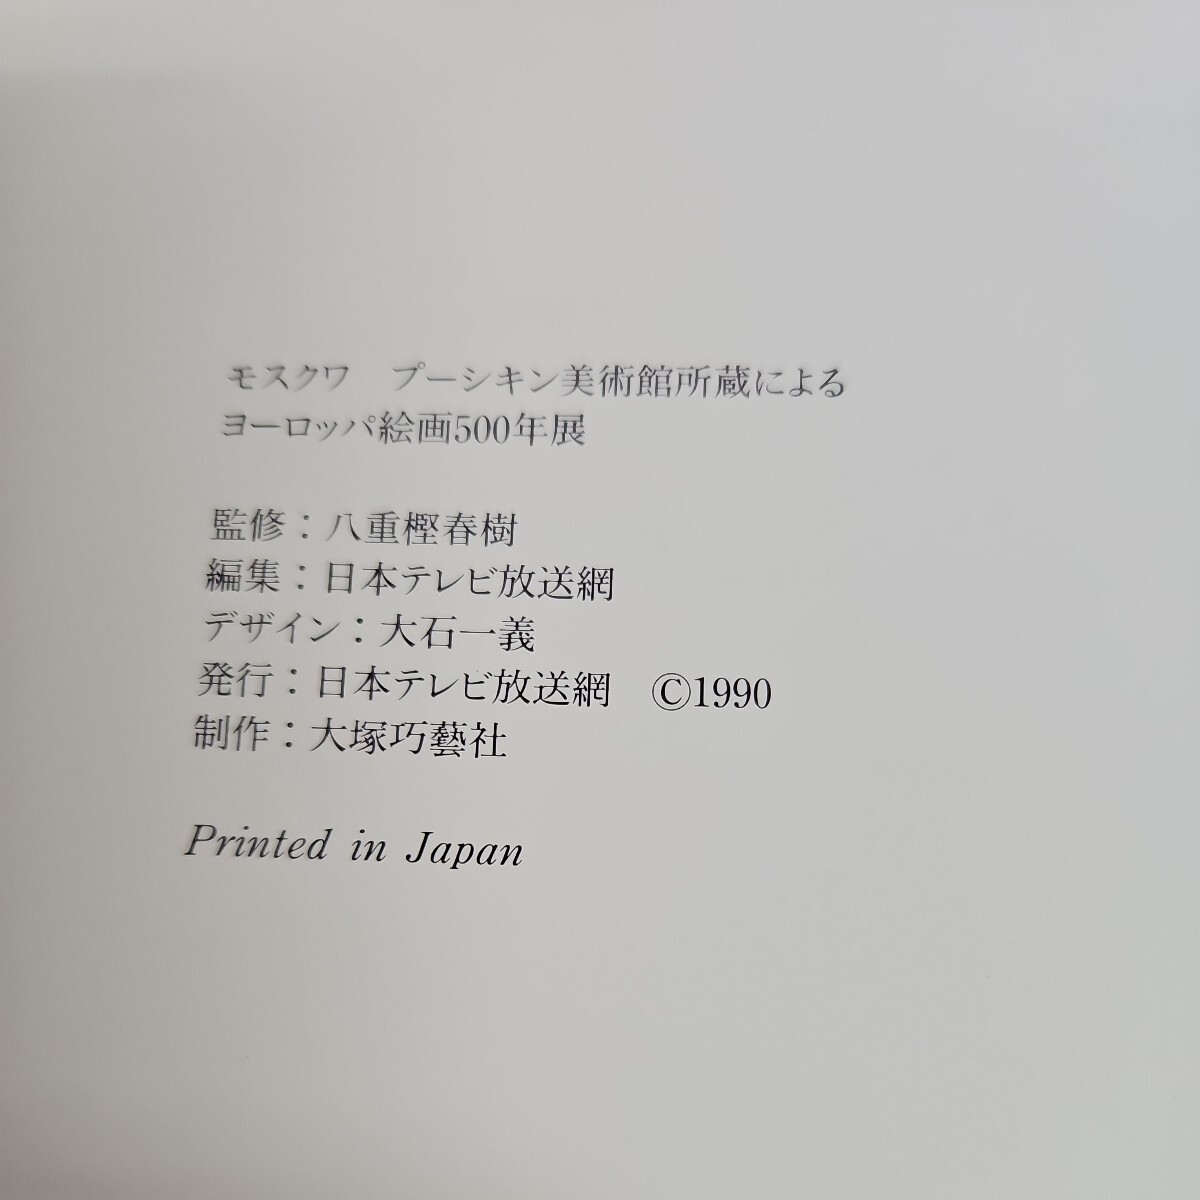 モスクワ　プーシキン美術館所蔵による
ヨーロッパ絵画500年展
監修：八重樫春樹
編集：日本テレビ放送網
デザイン：大石一義
発行：日本テレビ放送網　©1990
制作：大塚巧藝社
Printed in Japan